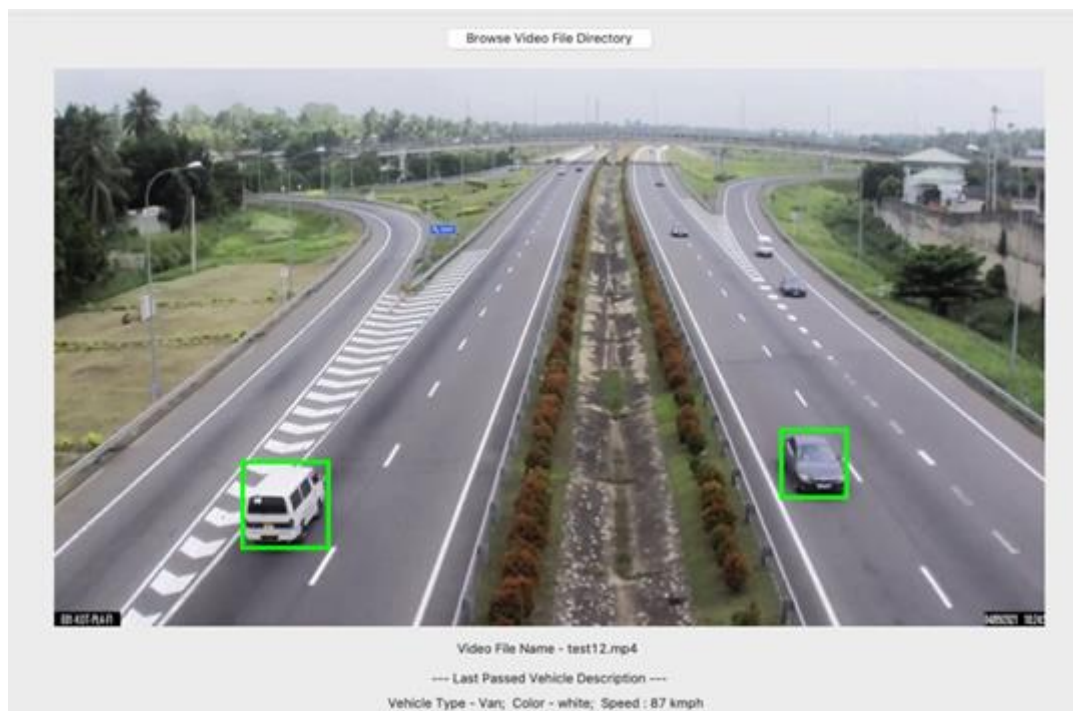 Browse Video File Directory
Video File Name - test12.mp4
--- Last Passed Vehicle Description ---
Vehicle Type - Van; Color - white; Speed : 87 kmph